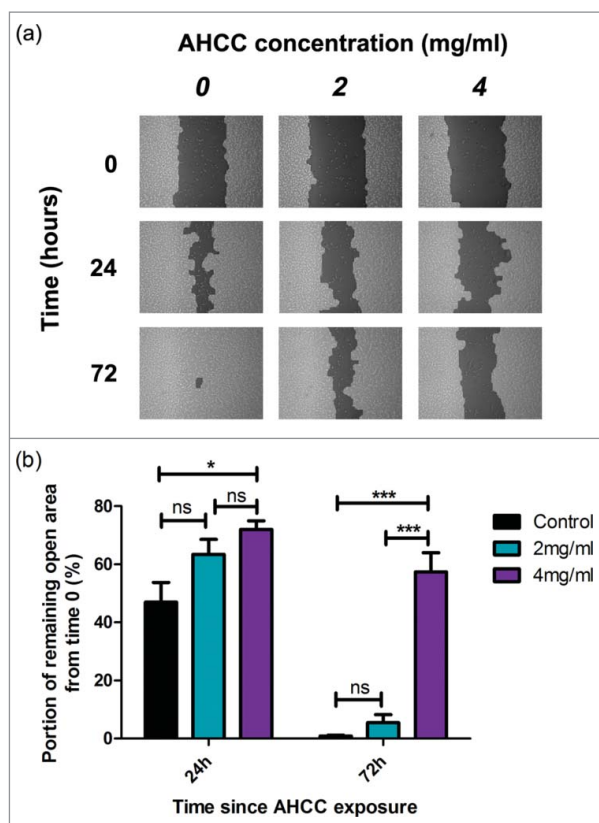 (a)
AHCC concentration (mg/ml)
0 2 4
Time (hours)
0
24
72
(b)
Portion of remaining open area
from time 0 (%)
80
60
40
20
0
*
ns
ns
***
***
ns
Control
2mg/ml
4mg/ml
24h
72h
Time since AHCC exposure